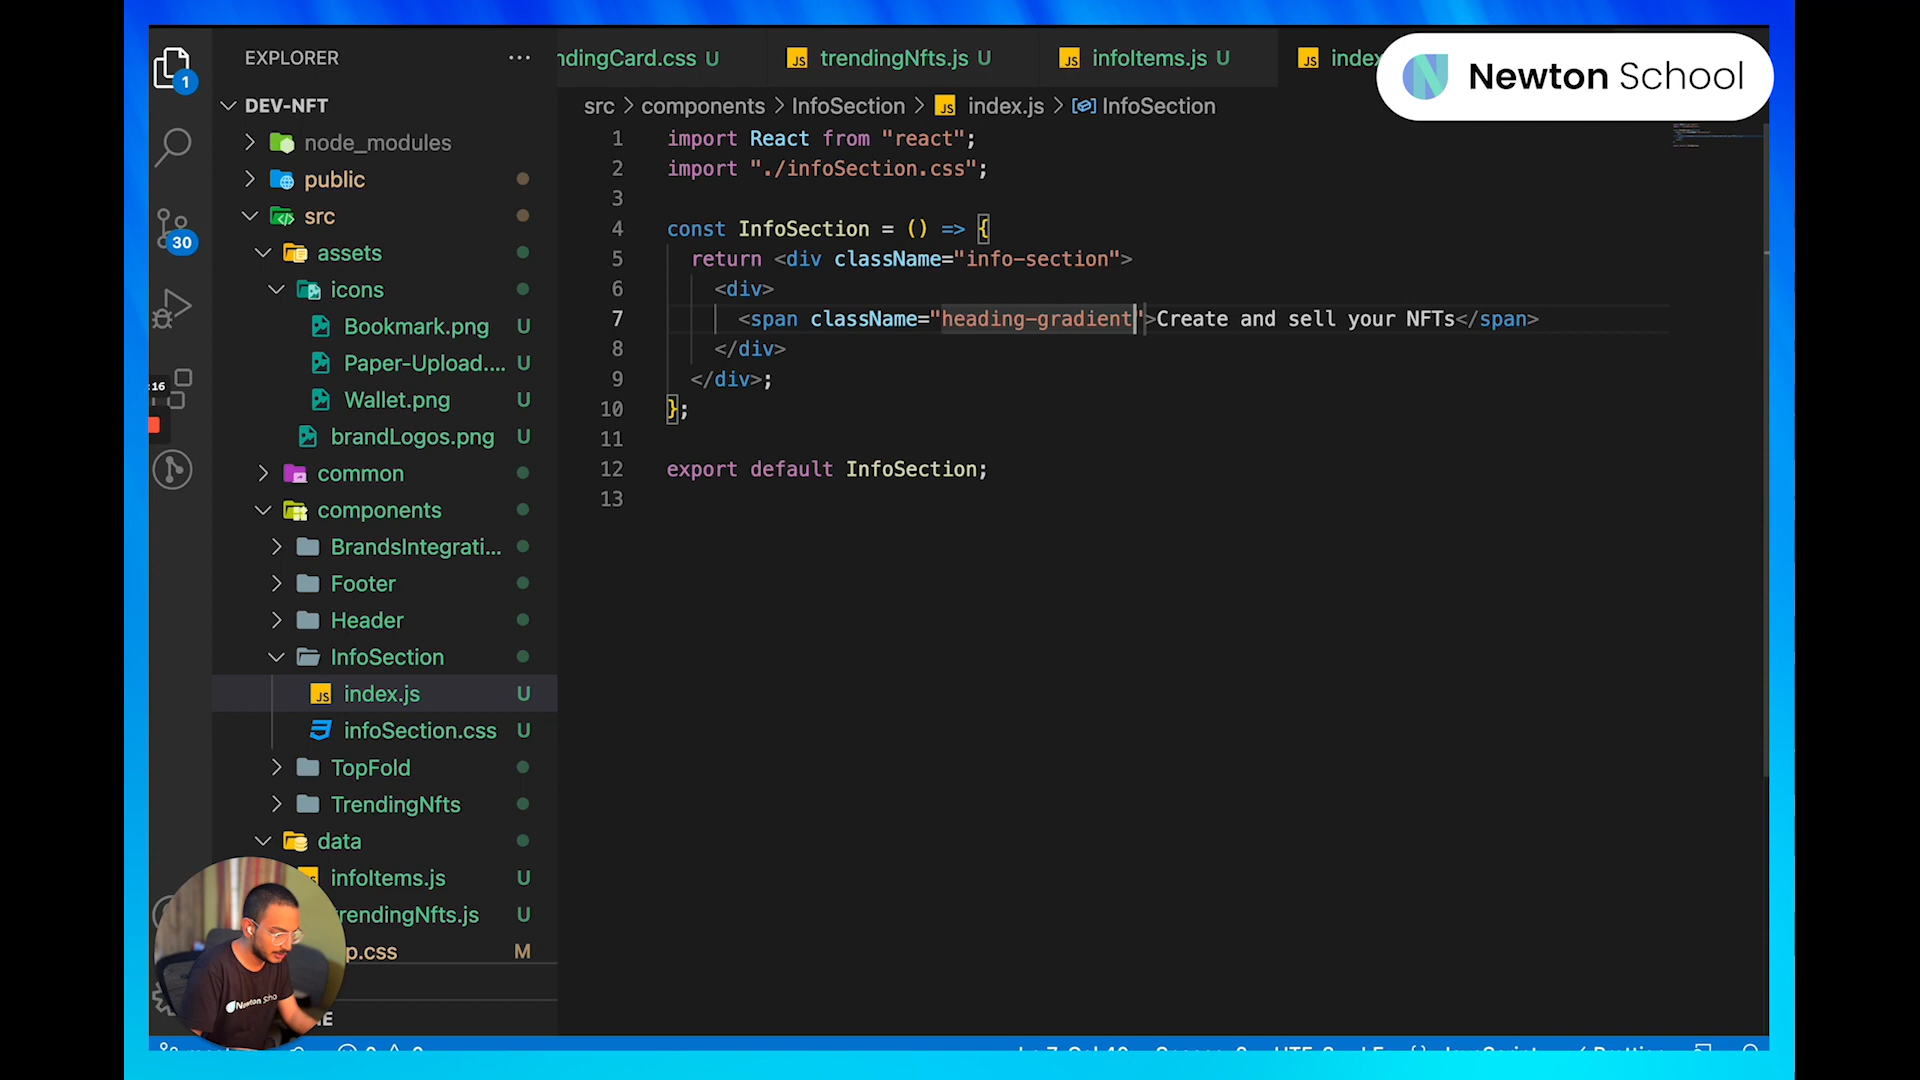 EXPLORER
ndingCard.css U
trendingNfts.js U
infoItems.js U
index
Newton School
1
DEV-NFT
node_modules
public
src
assets
icons
Bookmark.png U
Paper-Upload.... U
Wallet.png U
brandLogos.png U
common
components
BrandsIntegrati...
Footer
Header
InfoSection
index.js U
infoSection.css U
TopFold
TrendingNfts
data
infoItems.js U
rendingNfts.js U
p.css M
30
:16
src > components > InfoSection > index.js > InfoSection
1 import React from "react";
2 import "./infoSection.css";
3
4 const InfoSection = () => {
5 return <div className="info-section">
6 <div>
7 <span className="heading-gradient">Create and sell your NFTs</span>
8 </div>
9 </div>;
10 };
11
12 export default InfoSection;
13